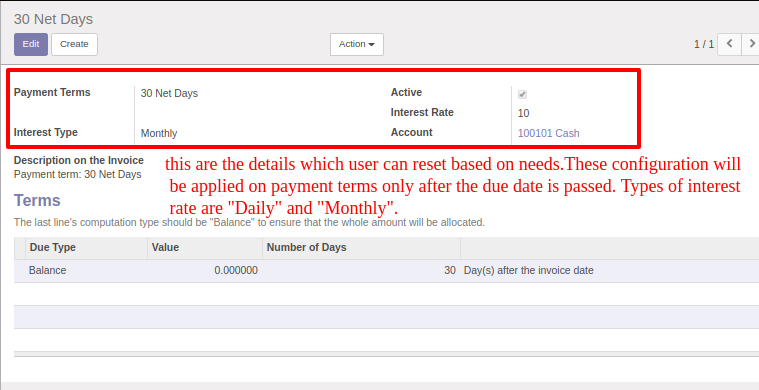 30 Net Days
Edit Create Action 1 / 1
Payment Terms 30 Net Days Active
Interest Rate 10
Interest Type Monthly Account 100101 Cash
Description on the Invoice
Payment term: 30 Net Days
this are the details which user can reset based on needs.These configuration will
be applied on payment terms only after the due date is passed. Types of interest
rate are "Daily" and "Monthly".
Terms
The last line's computation type should be "Balance" to ensure that the whole amount will be allocated.
Due Type Value Number of Days
Balance 0.000000 30 Day(s) after the invoice date